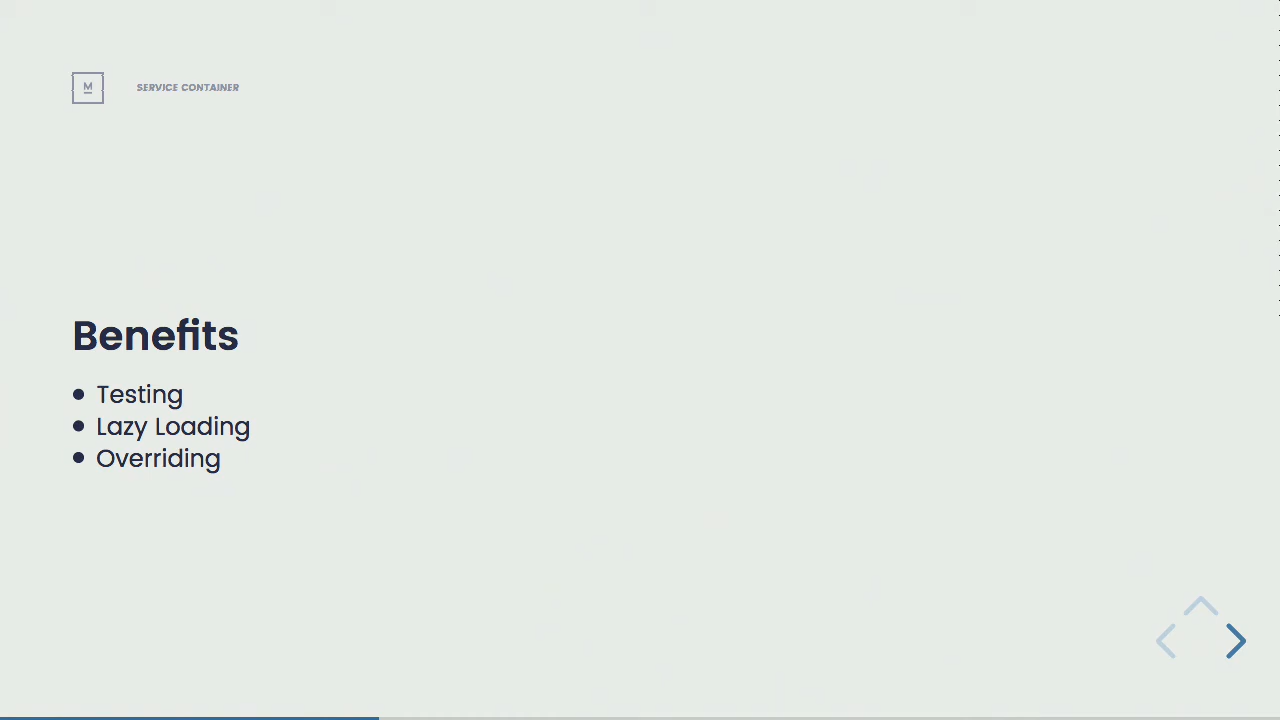 M
SERVICE CONTAINER
Benefits
Testing
Lazy Loading
Overriding